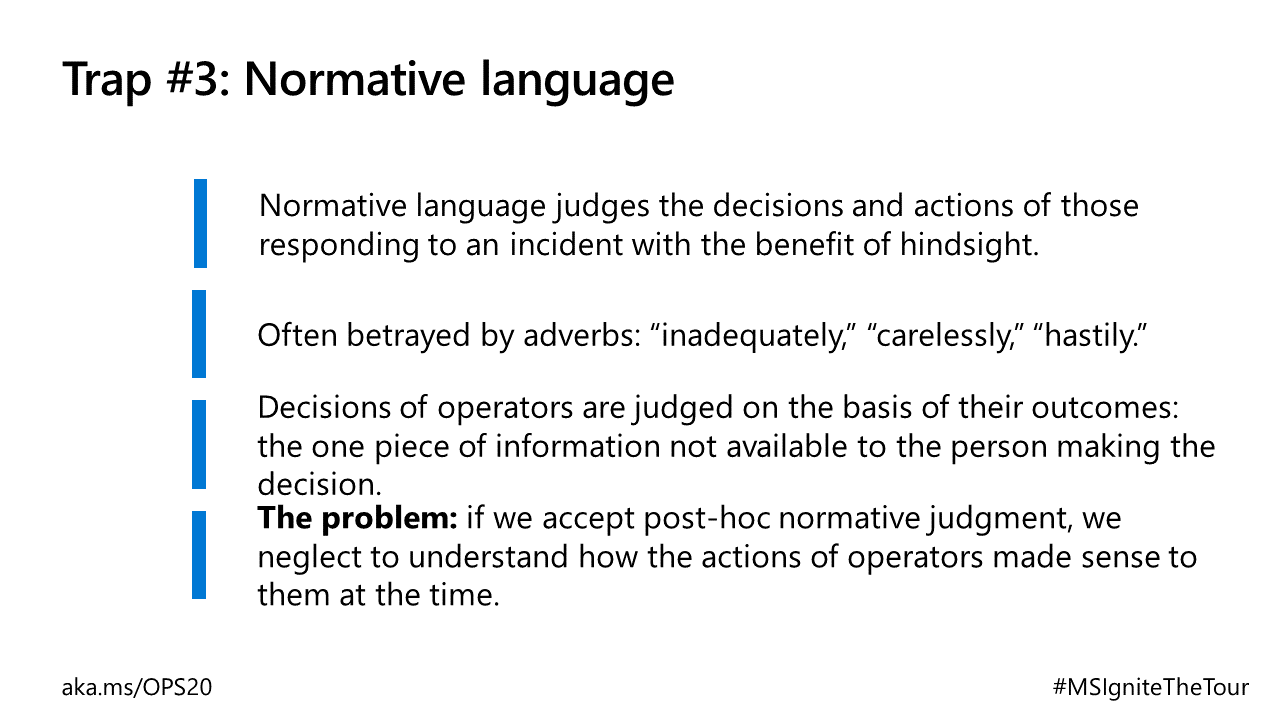 Trap #3: Normative language
Normative language judges the decisions and actions of those
responding to an incident with the benefit of hindsight.
Often betrayed by adverbs: “inadequately,” “carelessly,” “hastily.”
Decisions of operators are judged on the basis of their outcomes:
the one piece of information not available to the person making the
decision.
The problem: if we accept post-hoc normative judgment, we
neglect to understand how the actions of operators made sense to
them at the time.
aka.ms/OPS20
#MSIgniteTheTour